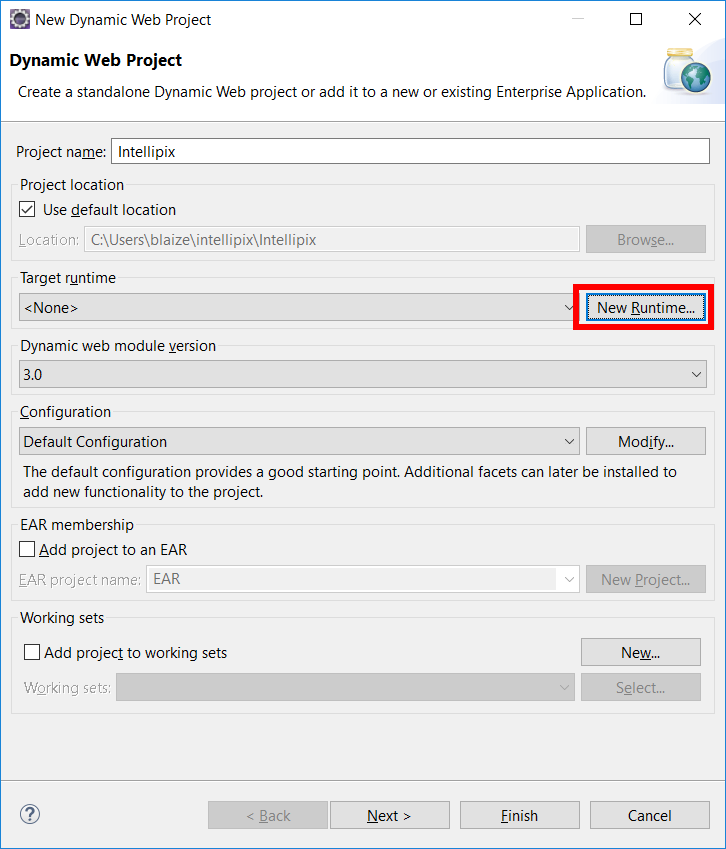 New Dynamic Web Project
Dynamic Web Project
Create a standalone Dynamic Web project or add it to a new or existing Enterprise Application.
Project name: Intellipix
Project location
Use default location
Location: C:\Users\blaize\intellipix\Intellipix Browse...
Target runtime
<None> New Runtime...
Dynamic web module version
3.0
Configuration
Default Configuration Modify...
The default configuration provides a good starting point. Additional facets can later be installed to
add new functionality to the project.
EAR membership
Add project to an EAR
EAR project name: EAR New Project...
Working sets
Add project to working sets New...
Working sets: Select...
? < Back Next > Finish Cancel